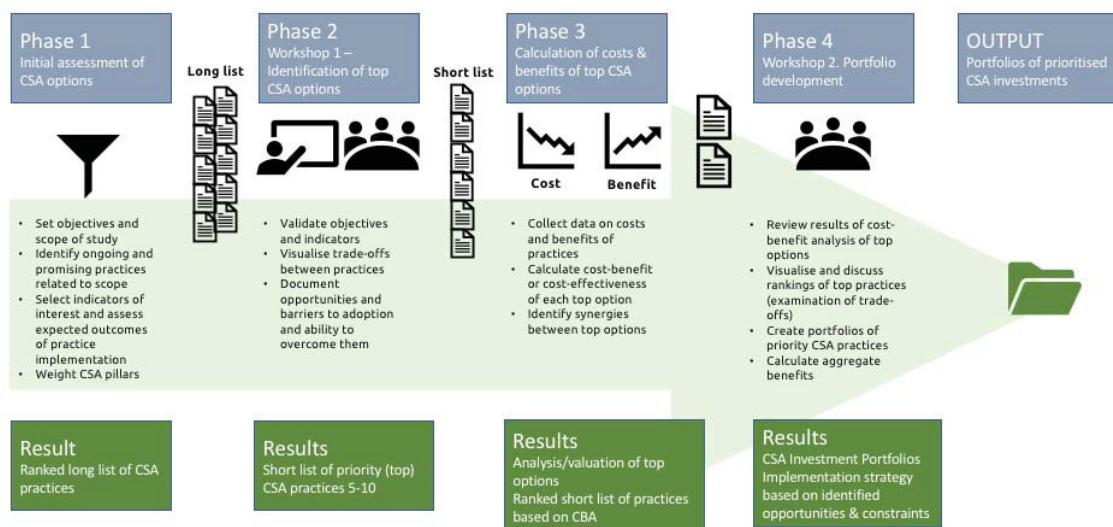 Phase 1
Initial assessment of
CSA options
Long list
Phase 2
Workshop 1 –
Identification of top
CSA options
Short list
Phase 3
Calculation of costs &
benefits of top CSA
options
Cost
Benefit
Phase 4
Workshop 2. Portfolio
development
OUTPUT
Portfolios of prioritised
CSA investments
• Set objectives and
scope of study
• Identify ongoing and
promising practices
related to scope
• Select indicators of
interest and assess
expected outcomes
of practice
implementation
• Weight CSA pillars
• Validate objectives
and indicators
• Visualise trade-offs
between practices
• Document
opportunities and
barriers to adoption
and ability to
overcome them
• Collect data on costs
and benefits of
practices
• Calculate cost-benefit
or cost-effectiveness
of each top option
• Identify synergies
between top options
• Review results of cost-
benefit analysis of top
options
• Visualise and discuss
rankings of top practices
(examination of trade-
offs)
• Create portfolios of
priority CSA practices
• Calculate aggregate
benefits
Result
Ranked long list of CSA
practices
Results
Short list of priority (top)
CSA practices 5-10
Results
Analysis/valuation of top
options
Ranked short list of practices
based on CBA
Results
CSA Investment Portfolios
Implementation strategy
based on identified
opportunities & constraints